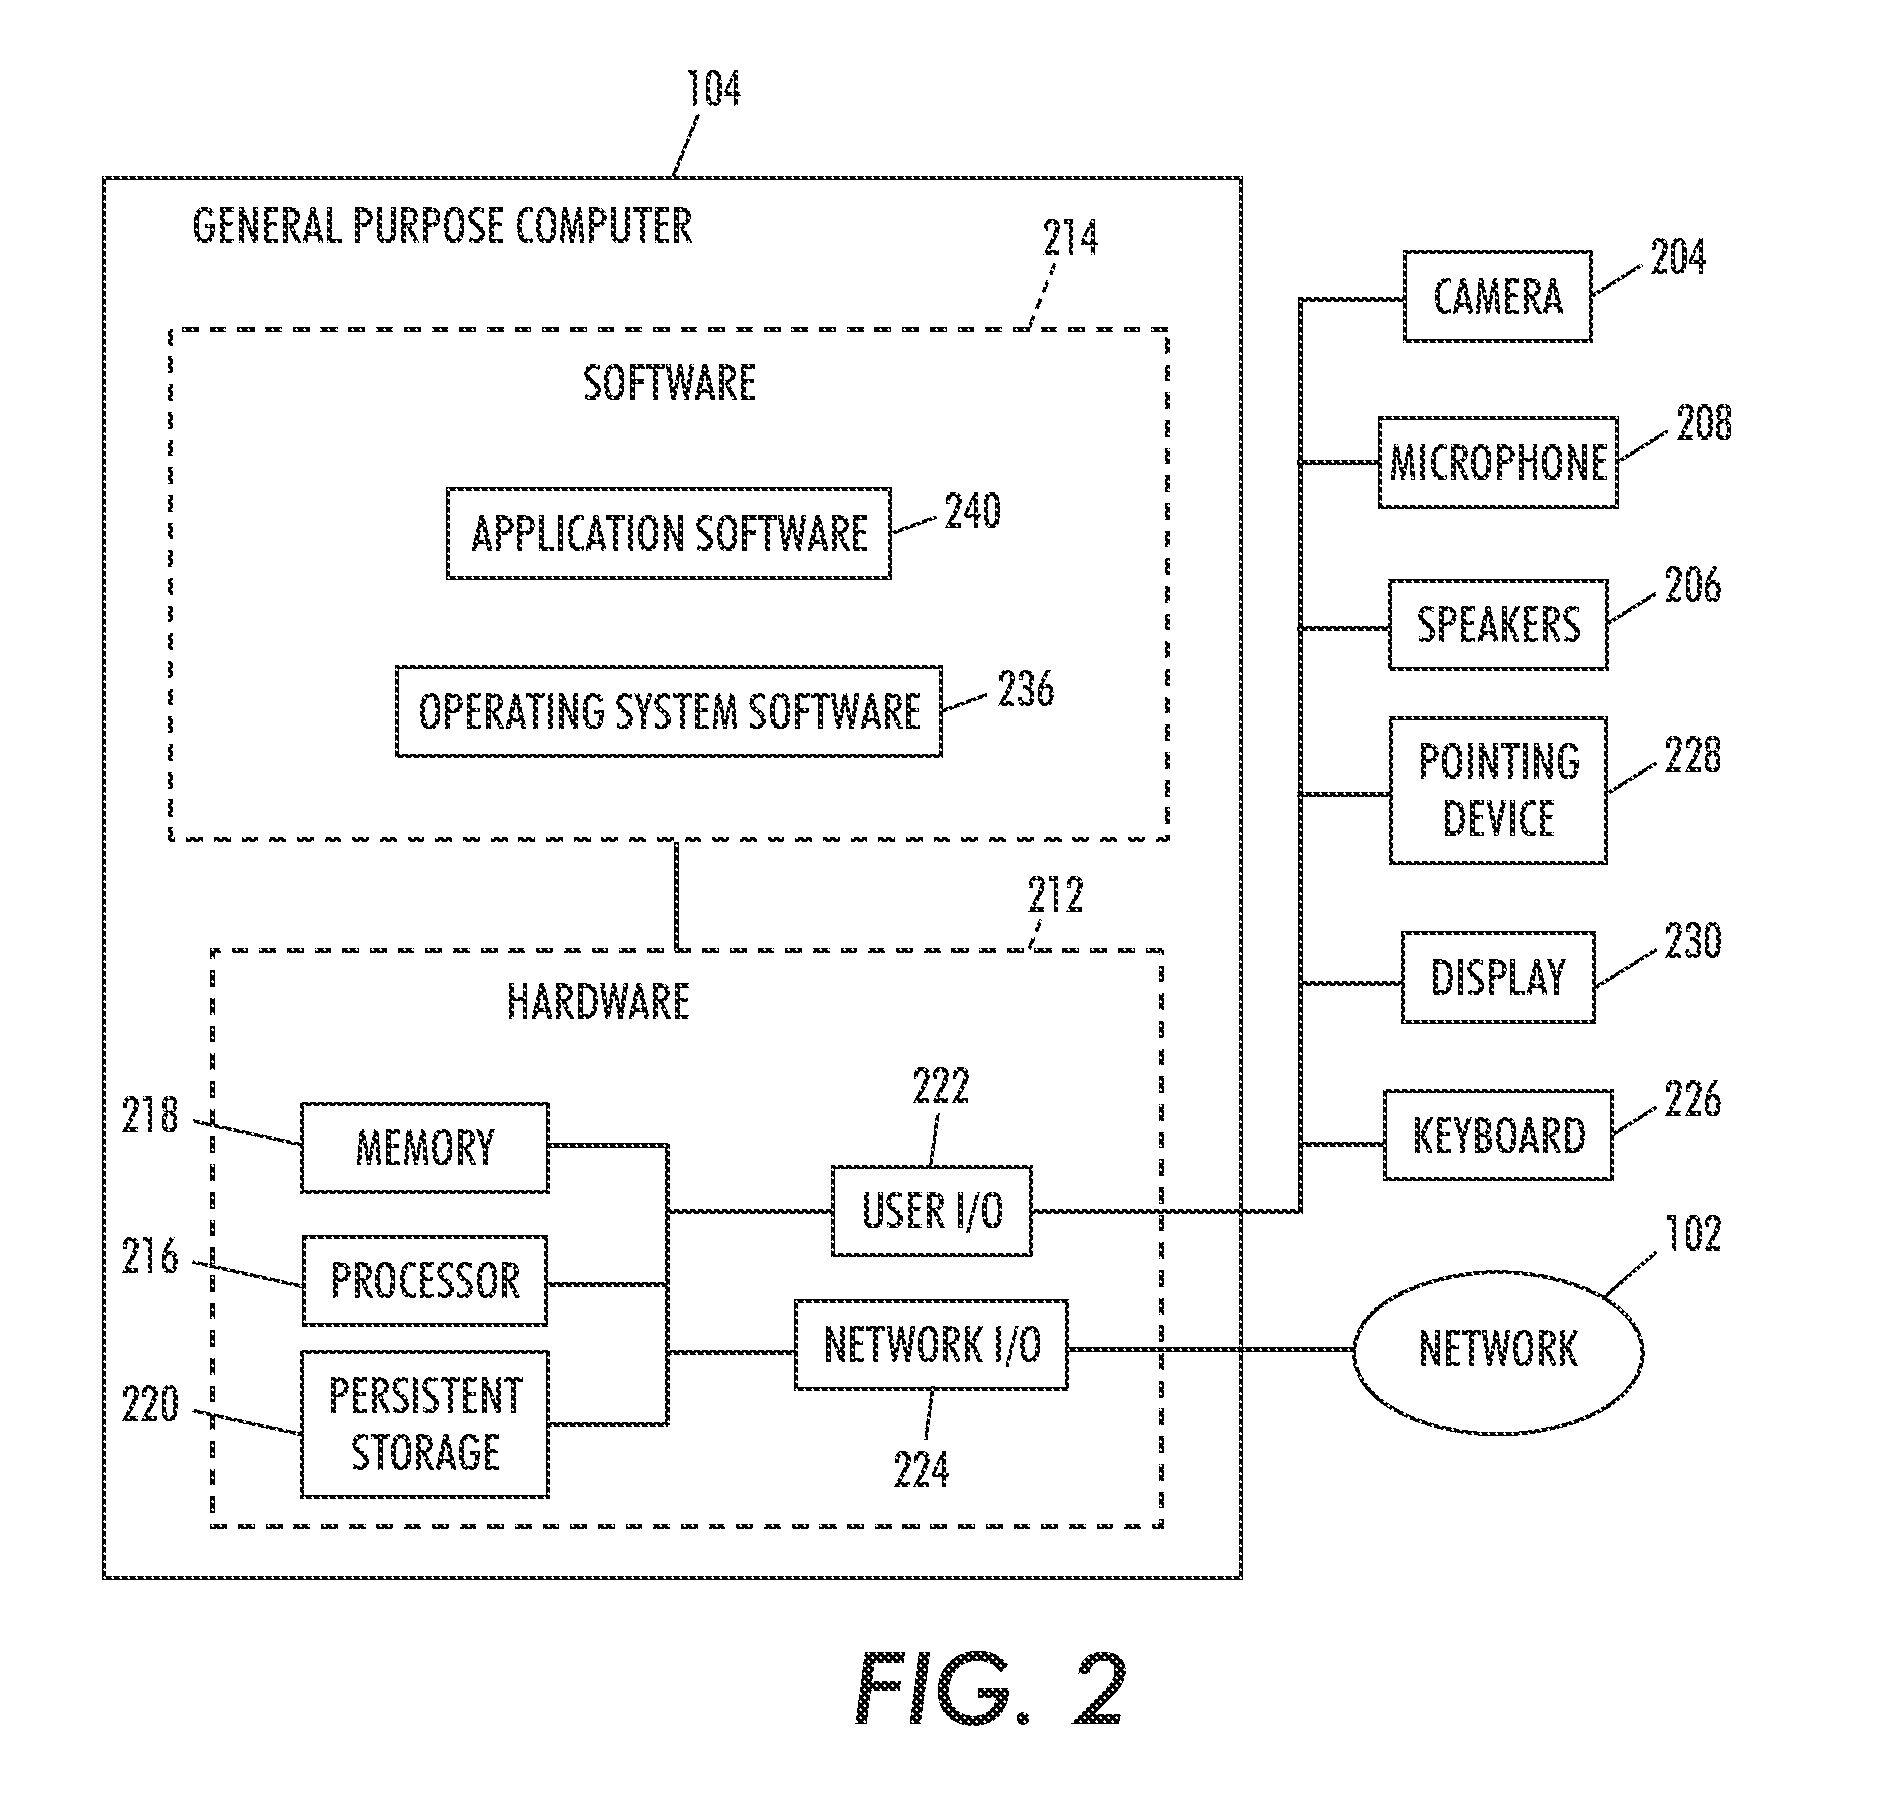 104
GENERAL PURPOSE COMPUTER
214
SOFTWARE
APPLICATION SOFTWARE
240
OPERATING SYSTEM SOFTWARE
236
212
HARDWARE
218
MEMORY
216
PROCESSOR
220
PERSISTENT
STORAGE
222
USER I/O
NETWORK I/O
224
CAMERA
204
MICROPHONE
208
SPEAKERS
206
POINTING
DEVICE
228
DISPLAY
230
KEYBOARD
226
102
NETWORK
FIG. 2